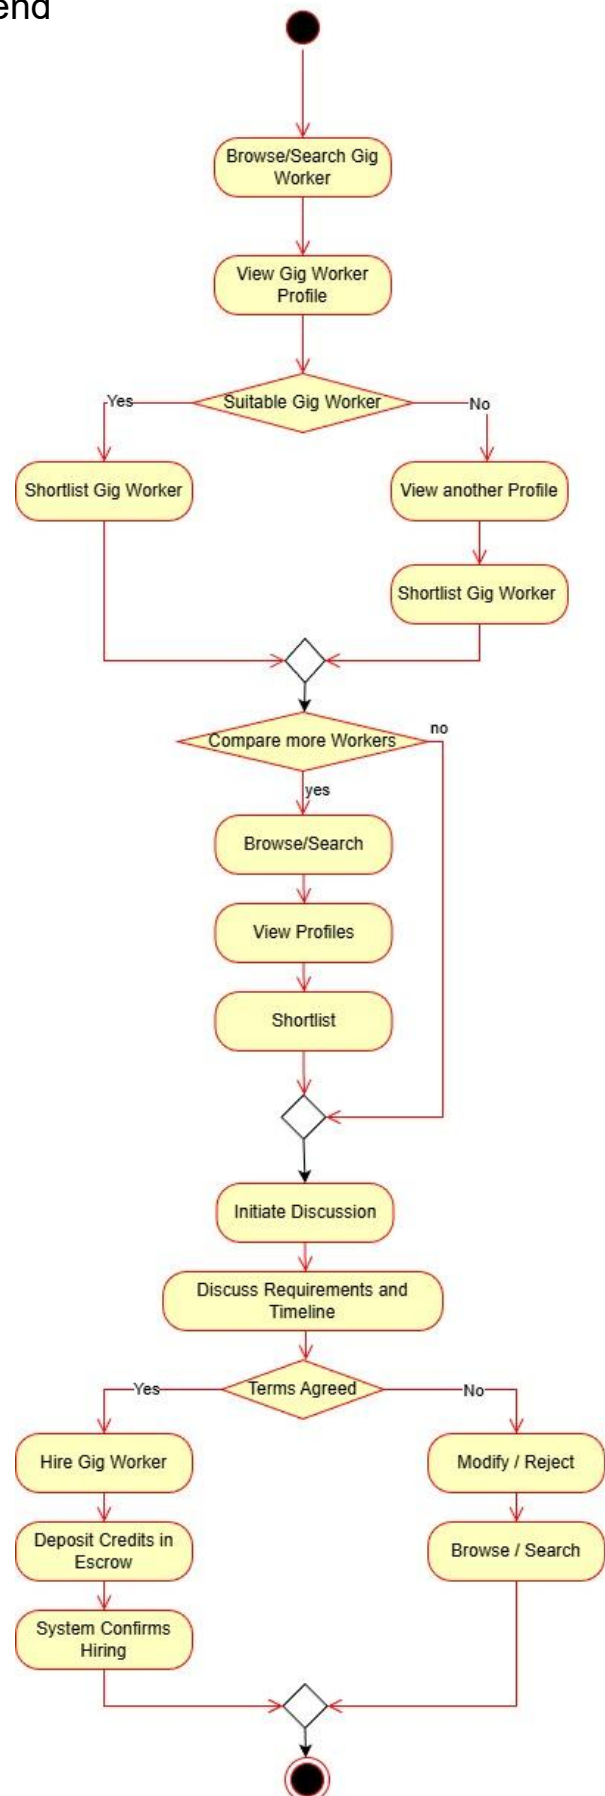 end
Browse/Search Gig
Worker
View Gig Worker
Profile
Suitable Gig Worker
Yes
No
Shortlist Gig Worker
View another Profile
Shortlist Gig Worker
Compare more Workers
no
yes
Browse/Search
View Profiles
Shortlist
Initiate Discussion
Discuss Requirements and
Timeline
Terms Agreed
Yes
No
Hire Gig Worker
Modify / Reject
Deposit Credits in
Escrow
Browse / Search
System Confirms
Hiring